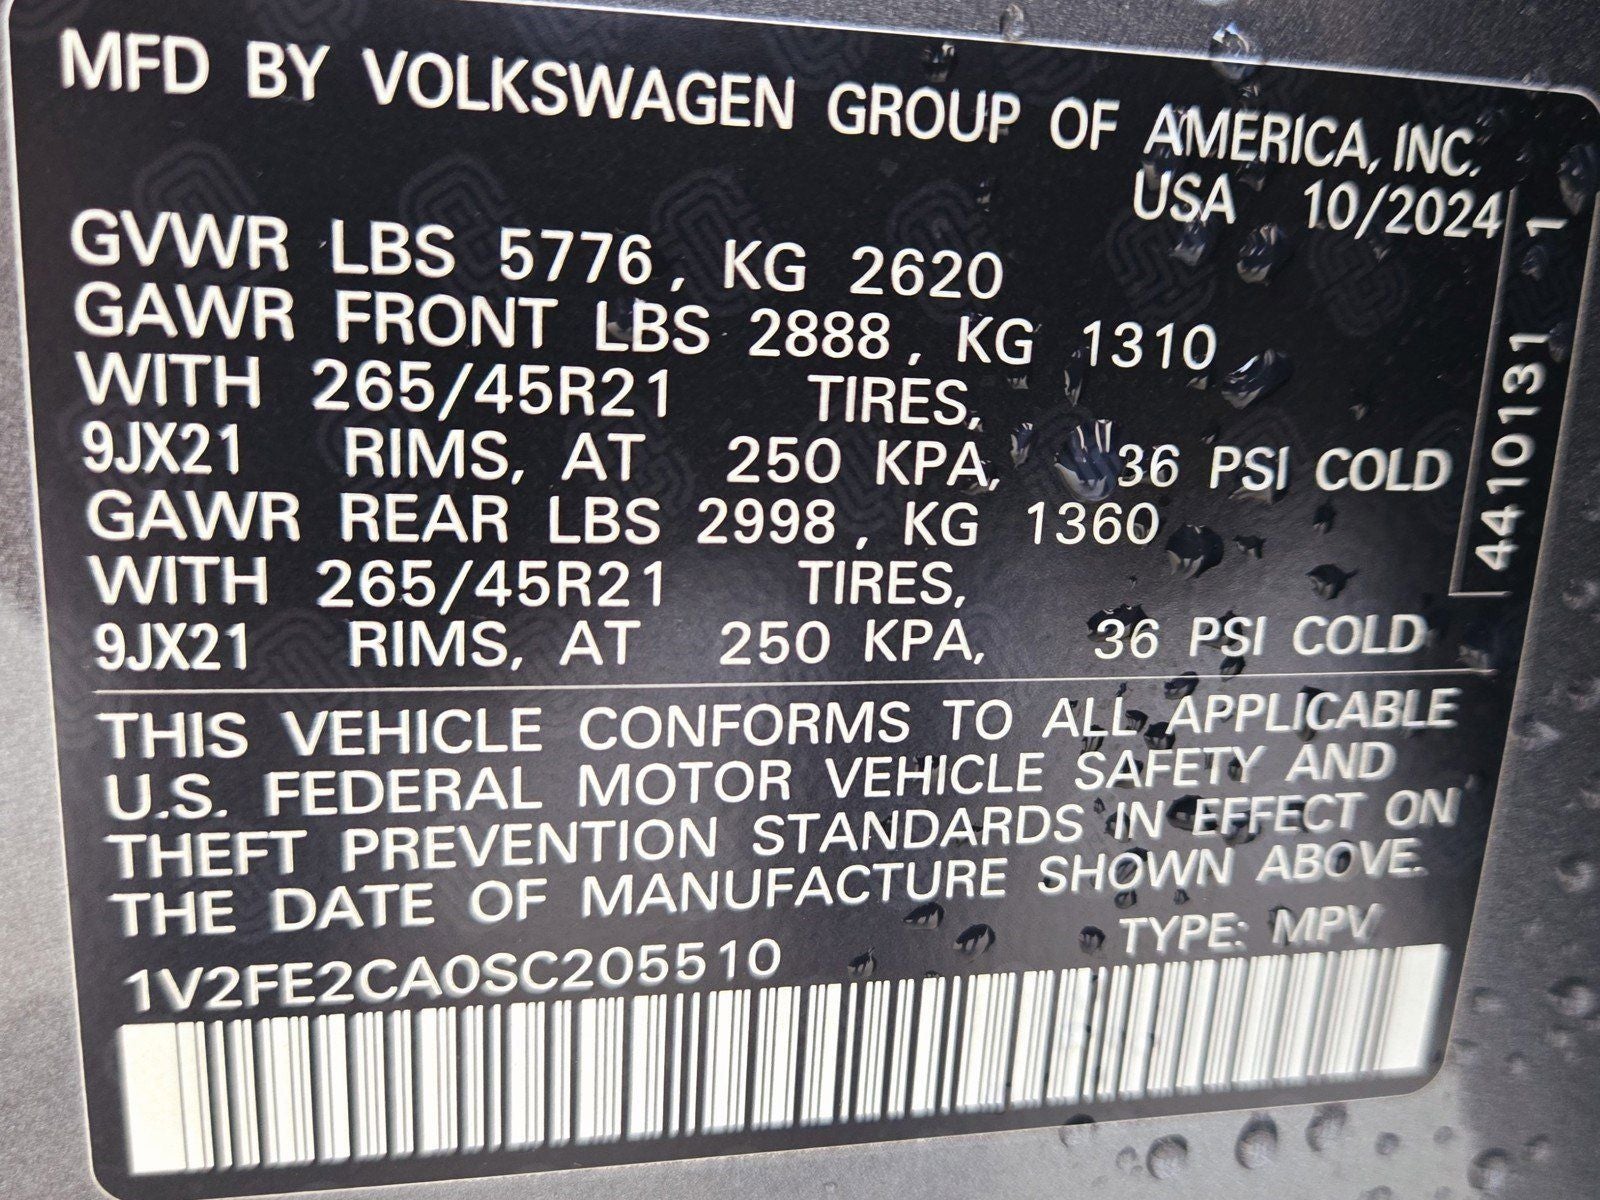 MFD BY VOLKSWAGEN GROUP OF AMERICA, INC.
USA 10/2024
GVWR LBS 5776, KG 2620
GAWR FRONT LBS 2888, KG 1310
WITH 265/45R21 TIRES,
9JX21 RIMS, AT 250 KPA, 36 PSI COLD
GAWR REAR LBS 2998, KG 1360
WITH 265/45R21 TIRES,
9JX21 RIMS, AT 250 KPA, 36 PSI COLD
4410131 1
THIS VEHICLE CONFORMS TO ALL APPLICABLE
U.S. FEDERAL MOTOR VEHICLE SAFETY AND
THEFT PREVENTION STANDARDS IN EFFECT ON
THE DATE OF MANUFACTURE SHOWN ABOVE.
TYPE: MPV
1V2FE2CA0SC205510